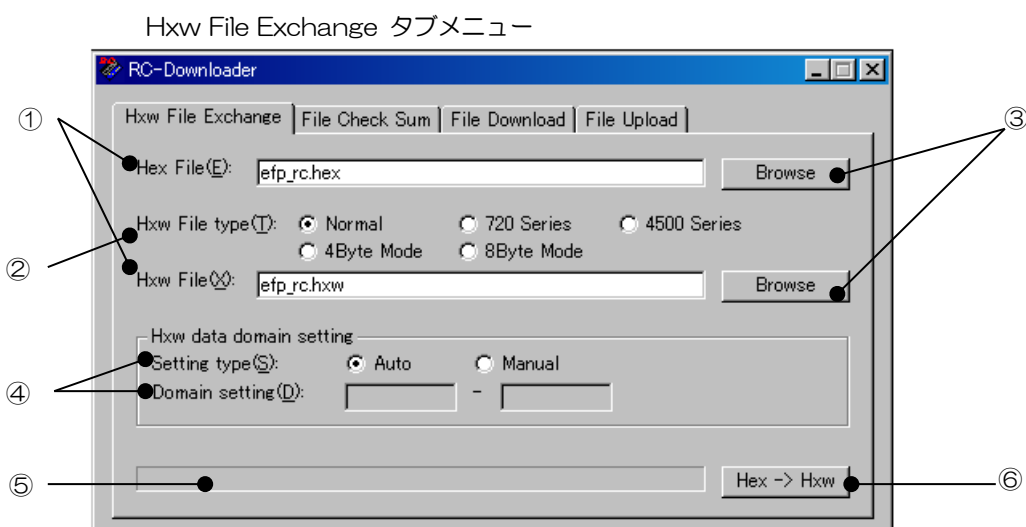 Hxw File Exchange タブメニュー
RC-Downloader
Hxw File Exchange File Check Sum File Download File Upload
① ③
Hex File(E): efp_rc.hex Browse
Hxw File type(T): Normal 720 Series 4500 Series
4Byte Mode 8Byte Mode
②
Hxw File(X): efp_rc.hxw Browse
Hxw data domain setting
Setting type(S): Auto Manual
④
Domain setting(D): -
⑤ Hex -> Hxw ⑥